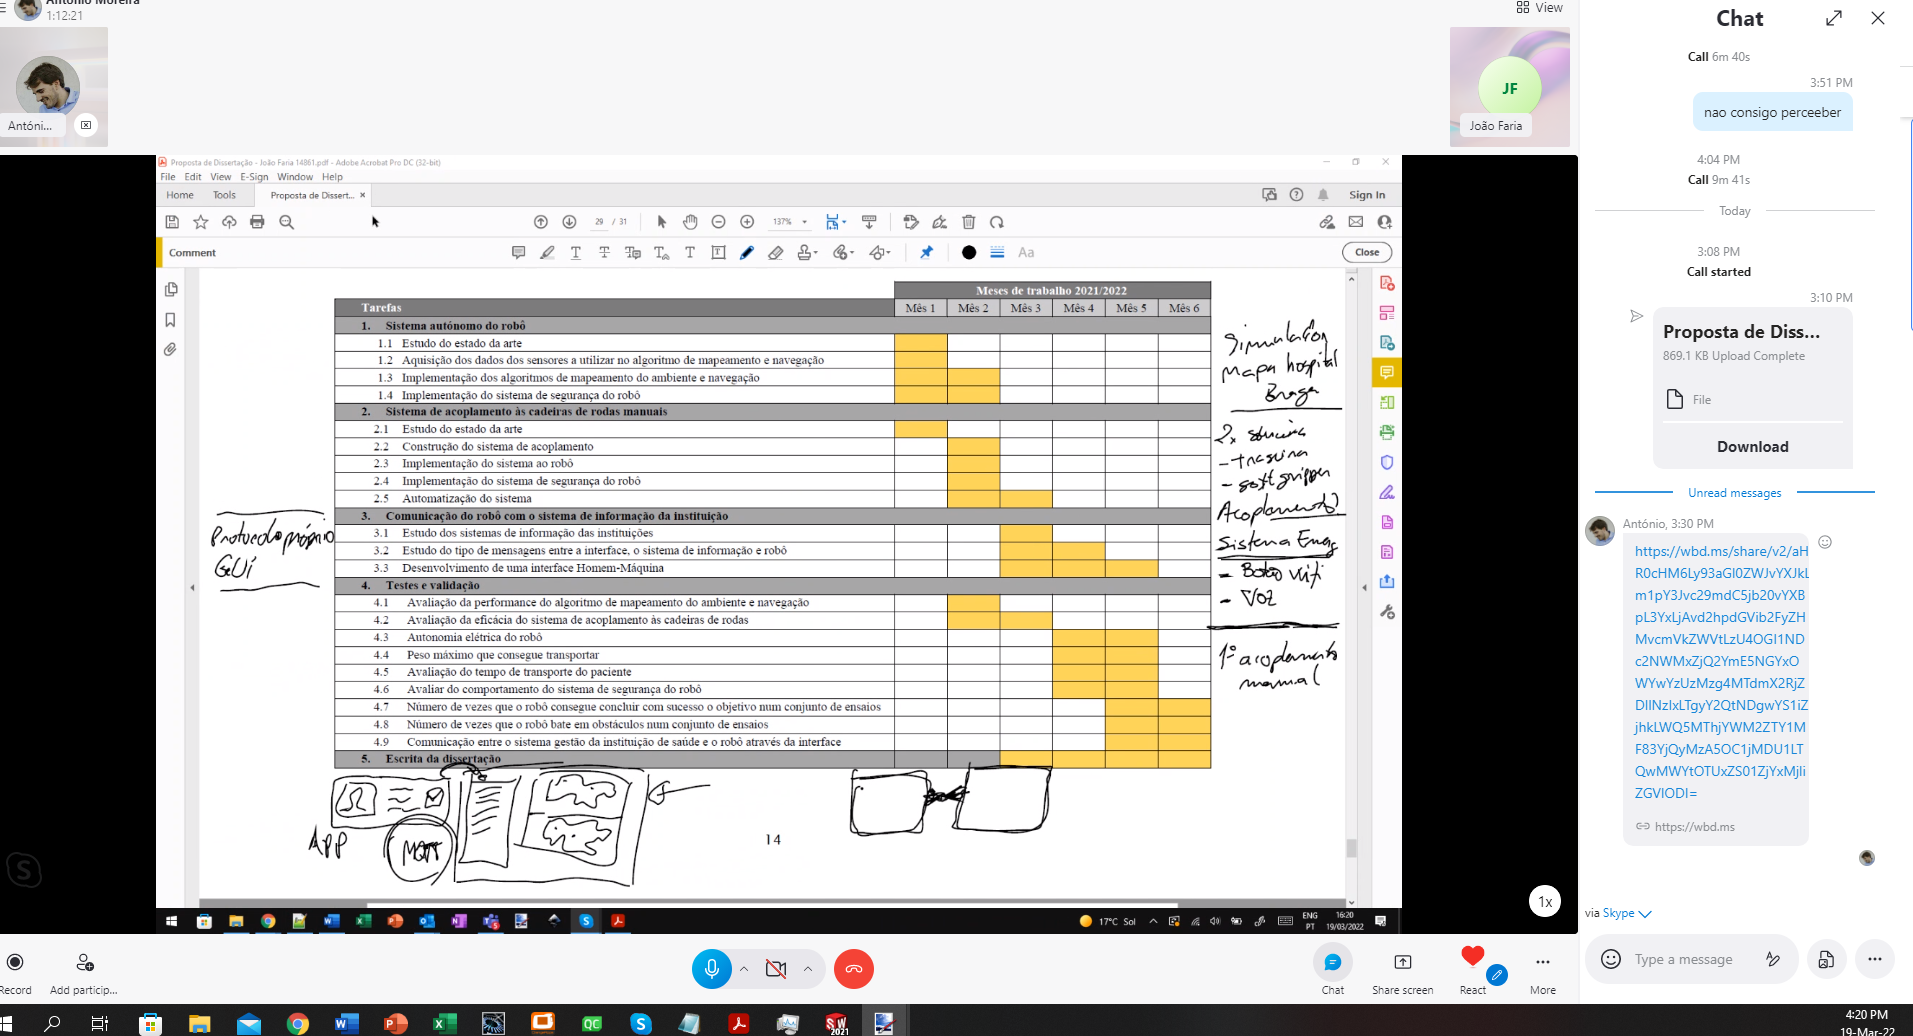 António Moreira
1:12:21
View
Antóni...
JF
João Faria
Proposta de Dissertação - João Faria 14861.pdf - Adobe Acrobat Pro DC (32-bit)
File Edit View E-Sign Window Help
Home Tools Proposta de Dissert... ×
Sign In
29 / 31
137%
Comment
Aa
Close
Meses de trabalho 2021/2022
Tarefas Mês 1 Mês 2 Mês 3 Mês 4 Mês 5 Mês 6
1. Sistema autónomo do robô
1.1 Estudo do estado da arte
1.2 Aquisição dos dados dos sensores a utilizar no algoritmo de mapeamento e navegação
1.3 Implementação dos algoritmos de mapeamento do ambiente e navegação
1.4 Implementação do sistema de segurança do robô
2. Sistema de acoplamento às cadeiras de rodas manuais
2.1 Estudo do estado da arte
2.2 Construção do sistema de acoplamento
2.3 Implementação do sistema ao robô
2.4 Implementação do sistema de segurança do robô
2.5 Automatização do sistema
3. Comunicação do robô com o sistema de informação da instituição
3.1 Estudo dos sistemas de informação das instituições
3.2 Estudo do tipo de mensagens entre a interface, o sistema de informação e robô
3.3 Desenvolvimento de uma interface Homem-Máquina
4. Testes e validação
4.1 Avaliação da performance do algoritmo de mapeamento do ambiente e navegação
4.2 Avaliação da eficácia do sistema de acoplamento às cadeiras de rodas
4.3 Autonomia elétrica do robô
4.4 Peso máximo que consegue transportar
4.5 Avaliação do tempo de transporte do paciente
4.6 Avaliar do comportamento do sistema de segurança do robô
4.7 Número de vezes que o robô consegue concluir com sucesso o objetivo num conjunto de ensaios
4.8 Número de vezes que o robô bate em obstáculos num conjunto de ensaios
4.9 Comunicação entre o sistema gestão da instituição de saúde e o robô através da interface
5. Escrita da dissertação
Protocolo próprio
GUi
Simulação
Mapa hospital
Braga
- traseira
- soft gripper
Acoplamento?
Sistema Energ
- Botão
- Voz
1º acoplamento
manual
APP
14
1x
17°C Sol
ENG
PT
16:20
19/03/2022
Record
Add particip...
Chat
Share screen
React
More
Chat
Call 6m 40s
3:51 PM
nao consigo perceeber
4:04 PM
Call 9m 41s
Today
3:08 PM
Call started
3:10 PM
Proposta de Diss...
869.1 KB Upload Complete
File
Download
Unread messages
António, 3:30 PM
https://wbd.ms/share/v2/aH
R0cHM6Ly93aGl0ZWJvYXJkL
m1pY3Jvc29mdC5jb20vYXB
pL3YxLjAvd2hpdGVib2FyZH
MvcmVkZWVtLzU4OGI1ND
c2NWMxZjQ2YmE5NGYxO
WYwYzUzMzg4MTdmX2RjZ
DllNzIxLTgyY2QtNDgwYS1iZ
jhkLWQ5MThjYWM2ZTY1M
F83YjQyMzA5OC1jMDU1LT
QwMWYtOTUxZS01ZjYxMjli
ZGVlODI=
https://wbd.ms
via Skype
Type a message
4:20 PM
19-Mar-22